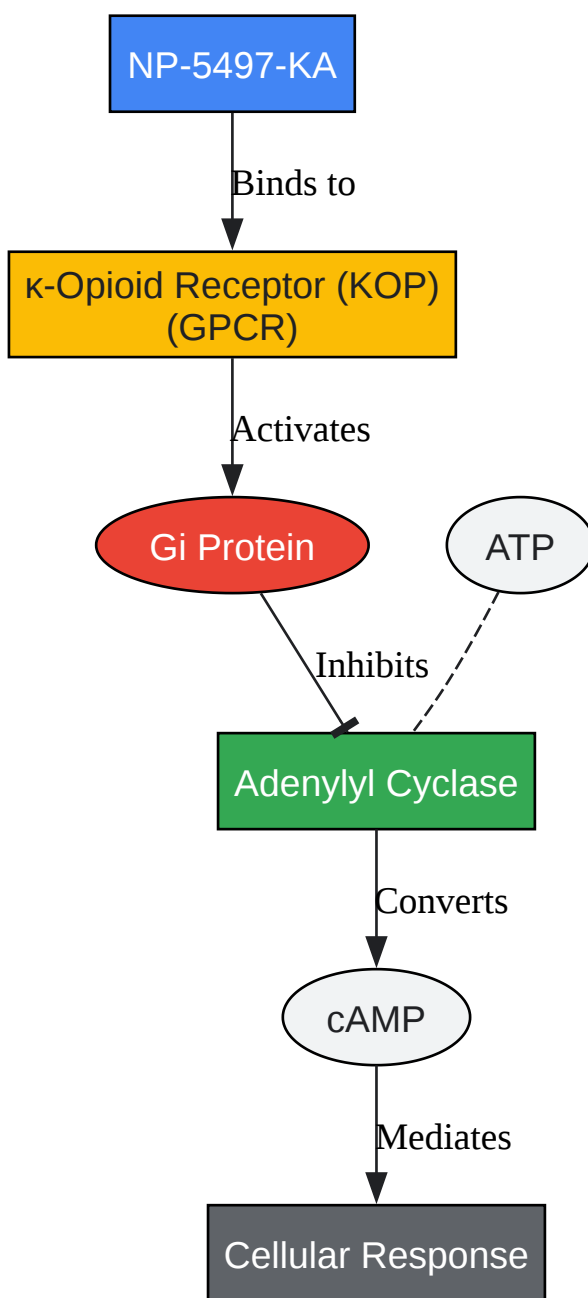 NP-5497-KA
Binds to
κ-Opioid Receptor (KOP)
(GPCR)
Activates
Gi Protein
ATP
Inhibits
Adenylyl Cyclase
Converts
cAMP
Mediates
Cellular Response